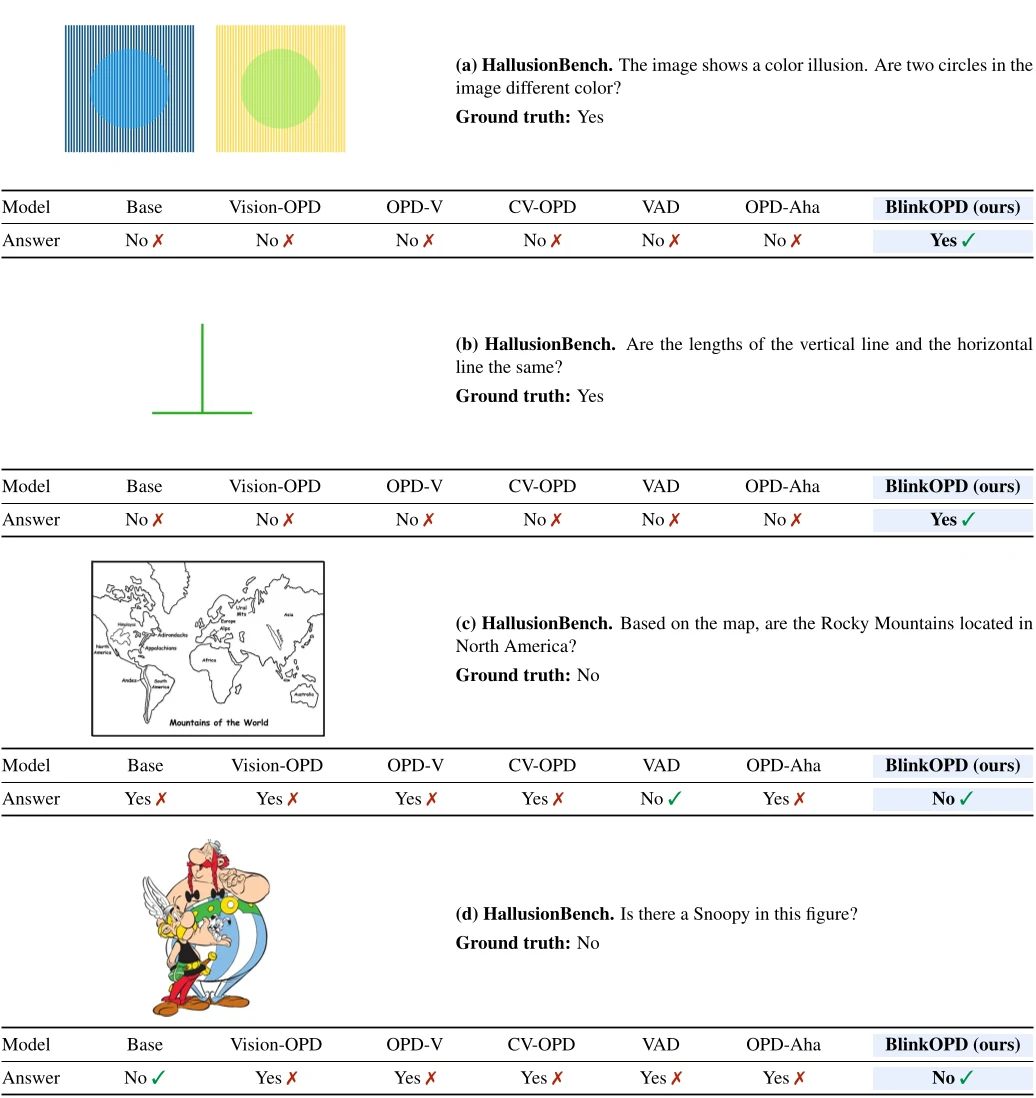 (a) HallusionBench. The image shows a color illusion. Are two circles in the
image different color?
Ground truth: Yes
Model Base Vision-OPD OPD-V CV-OPD VAD OPD-Aha BlinkOPD (ours)
Answer No ✗ No ✗ No ✗ No ✗ No ✗ No ✗ Yes ✓
(b) HallusionBench. Are the lengths of the vertical line and the horizontal
line the same?
Ground truth: Yes
Model Base Vision-OPD OPD-V CV-OPD VAD OPD-Aha BlinkOPD (ours)
Answer No ✗ No ✗ No ✗ No ✗ No ✗ No ✗ Yes ✓
Ural
Mts
Asia
Europe
Alps
Adirondacks
North
America
Appalachians
Africa
Andes
South
America
Australia
Mountains of the World
(c) HallusionBench. Based on the map, are the Rocky Mountains located in
North America?
Ground truth: No
Model Base Vision-OPD OPD-V CV-OPD VAD OPD-Aha BlinkOPD (ours)
Answer Yes ✗ Yes ✗ Yes ✗ Yes ✗ No ✓ Yes ✗ No ✓
(d) HallusionBench. Is there a Snoopy in this figure?
Ground truth: No
Model Base Vision-OPD OPD-V CV-OPD VAD OPD-Aha BlinkOPD (ours)
Answer No ✓ Yes ✗ Yes ✗ Yes ✗ Yes ✗ Yes ✗ No ✓